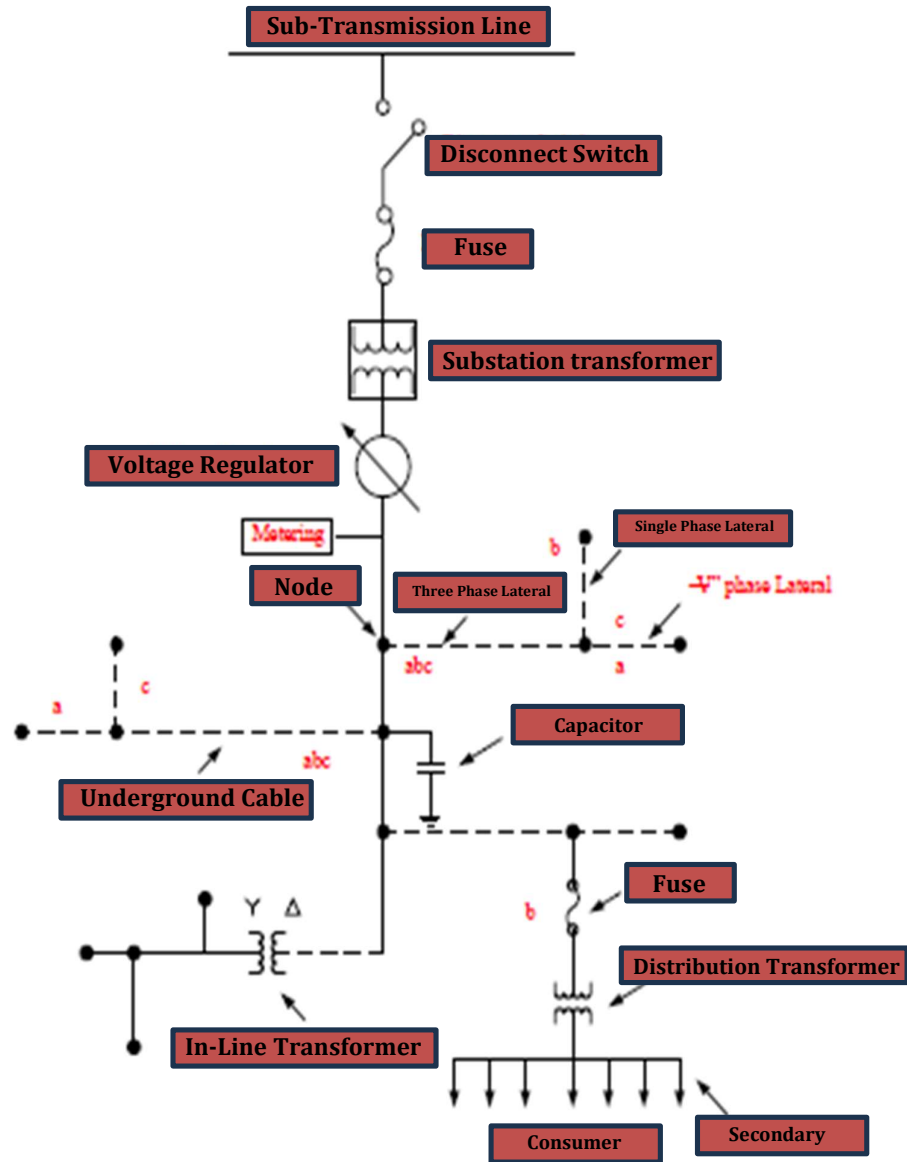 Sub-Transmission Line
Disconnect Switch
Fuse
Substation transformer
Voltage Regulator
Metering
Single Phase Lateral
b
Node
Three Phase Lateral
"V" phase Lateral
c
abc
a
a
c
Capacitor
abc
Underground Cable
Fuse
b
Y Δ
Distribution Transformer
In-Line Transformer
Secondary
Consumer